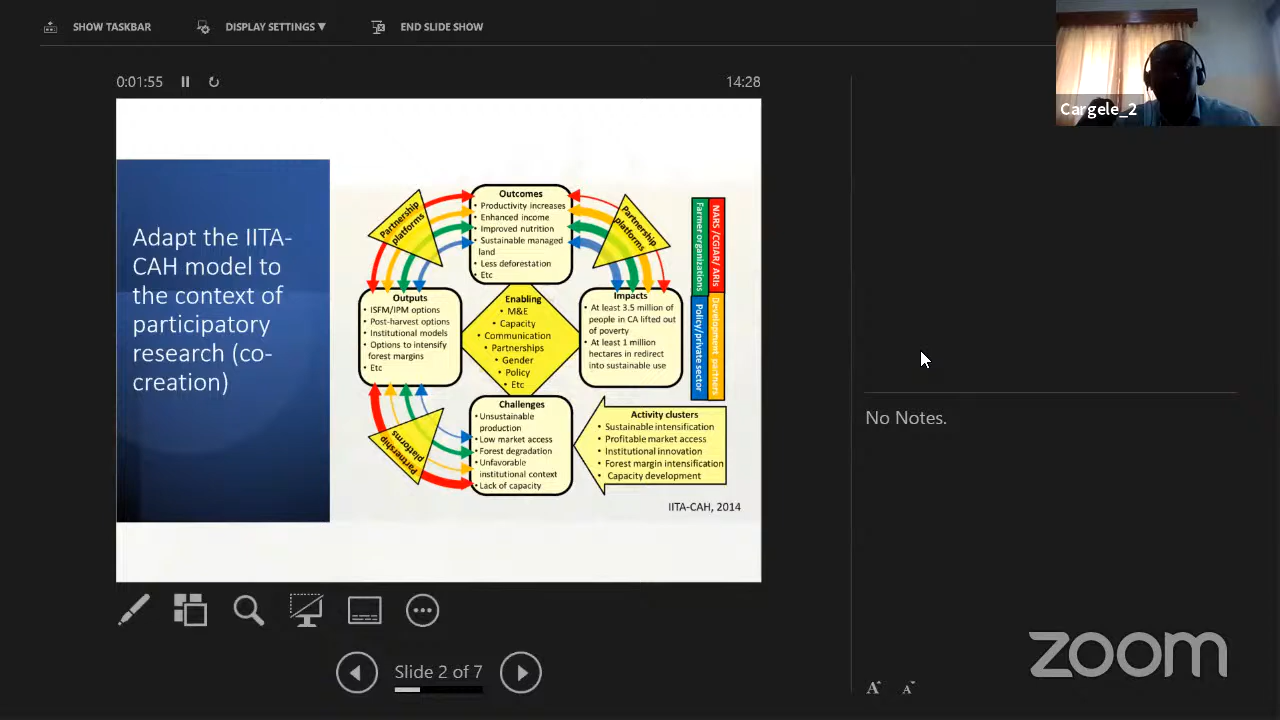 SHOW TASKBAR
DISPLAY SETTINGS ▼
END SLIDE SHOW
Cargele_2
0:01:55
14:28
Adapt the IITA-
CAH model to
the context of
participatory
research (co-
creation)
Partnership
platforms
Outcomes
• Productivity increases
• Enhanced income
• Improved nutrition
• Sustainable managed
land
• Less deforestation
• Etc
Partnership
platforms
Outputs
• ISFM/IPM options
• Post-harvest options
• Institutional models
• Options to intensify
forest margins
• Etc
Enabling
• M&E
• Capacity
• Communication
• Partnerships
• Gender
• Policy
• Etc
Impacts
• At least 3.5 million of
people in CA lifted out
of poverty
• At least 1 million
hectares in redirect
into sustainable use
Farmer organizations
NARS /CGIAR/ ARIs
Policy/private sector
Development partners
Partnership
platforms
Challenges
• Unsustainable
production
• Low market access
• Forest degradation
• Unfavorable
institutional context
• Lack of capacity
Activity clusters
• Sustainable intensification
• Profitable market access
• Institutional innovation
• Forest margin intensification
• Capacity development
IITA-CAH, 2014
No Notes.
Slide 2 of 7
A A
zoom